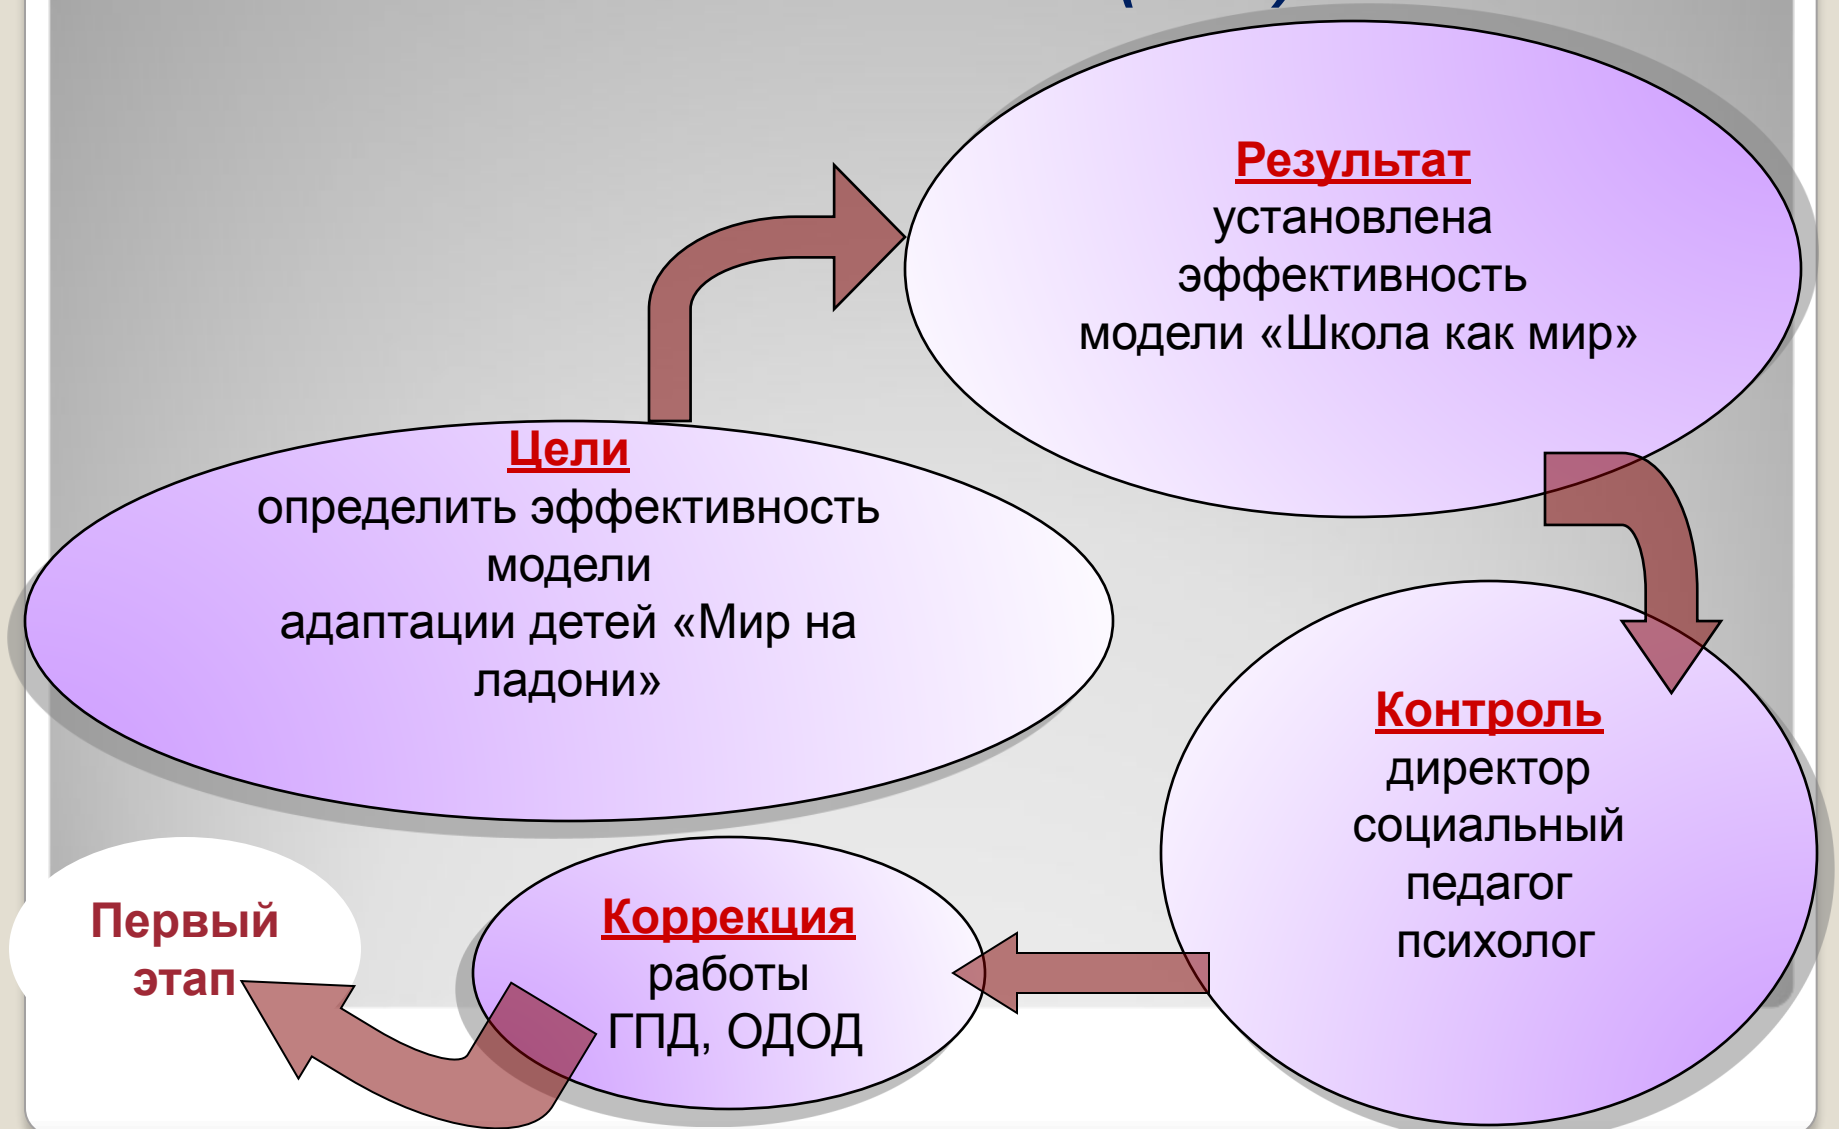 Результат
установлена
эффективность
модели «Школа как мир»
Цели
определить эффективность
модели
адаптации детей «Мир на
ладони»
Контроль
директор
социальный
педагог
психолог
Коррекция
работы
ГПД, ОДОД
Первый
этап